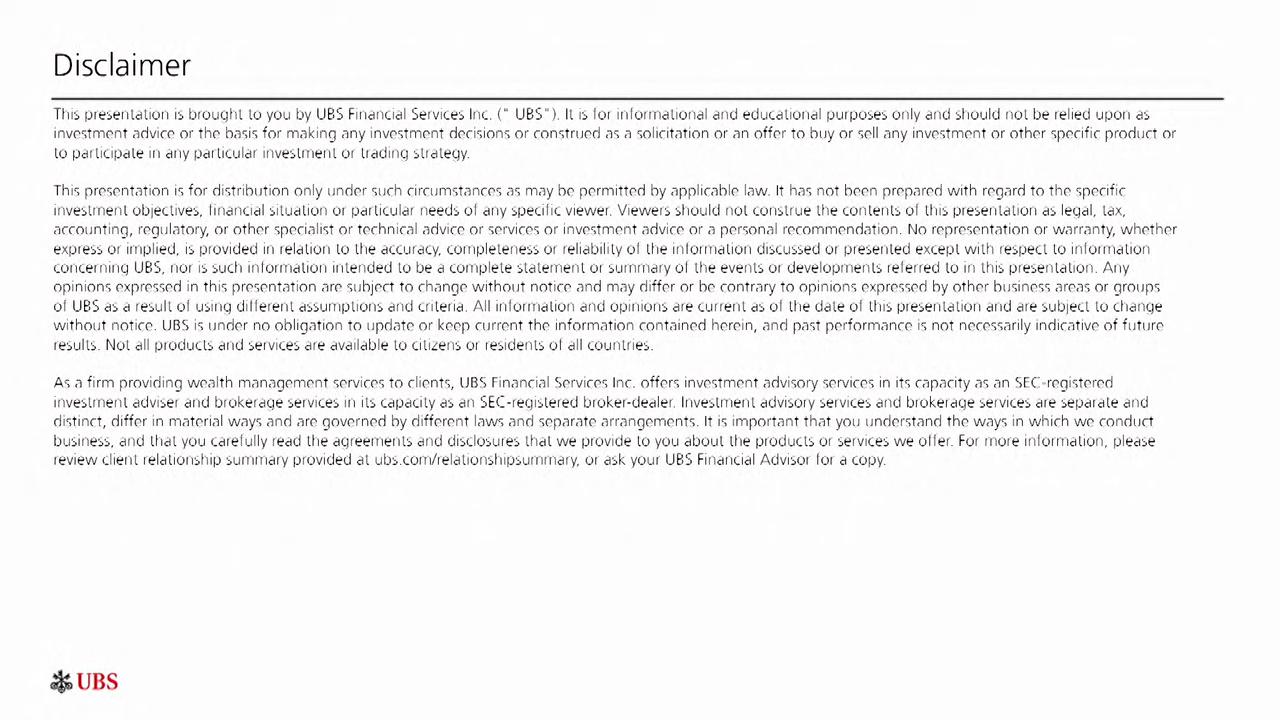 Disclaimer
This presentation is brought to you by UBS Financial Services Inc. (" UBS"). It is for informational and educational purposes only and should not be relied upon as
investment advice or the basis for making any investment decisions or construed as a solicitation or an offer to buy or sell any investment or other specific product or
to participate in any particular investment or trading strategy.
This presentation is for distribution only under such circumstances as may be permitted by applicable law. It has not been prepared with regard to the specific
investment objectives, financial situation or particular needs of any specific viewer. Viewers should not construe the contents of this presentation as legal, tax,
accounting, regulatory, or other specialist or technical advice or services or investment advice or a personal recommendation. No representation or warranty, whether
express or implied, is provided in relation to the accuracy, completeness or reliability of the information discussed or presented except with respect to information
concerning UBS, nor is such information intended to be a complete statement or summary of the events or developments referred to in this presentation. Any
opinions expressed in this presentation are subject to change without notice and may differ or be contrary to opinions expressed by other business areas or groups
of UBS as a result of using different assumptions and criteria. All information and opinions are current as of the date of this presentation and are subject to change
without notice. UBS is under no obligation to update or keep current the information contained herein, and past performance is not necessarily indicative of future
results. Not all products and services are available to citizens or residents of all countries.
As a firm providing wealth management services to clients, UBS Financial Services Inc. offers investment advisory services in its capacity as an SEC-registered
investment adviser and brokerage services in its capacity as an SEC-registered broker-dealer. Investment advisory services and brokerage services are separate and
distinct, differ in material ways and are governed by different laws and separate arrangements. It is important that you understand the ways in which we conduct
business, and that you carefully read the agreements and disclosures that we provide to you about the products or services we offer. For more information, please
review client relationship summary provided at ubs.com/relationshipsummary, or ask your UBS Financial Advisor for a copy.
UBS